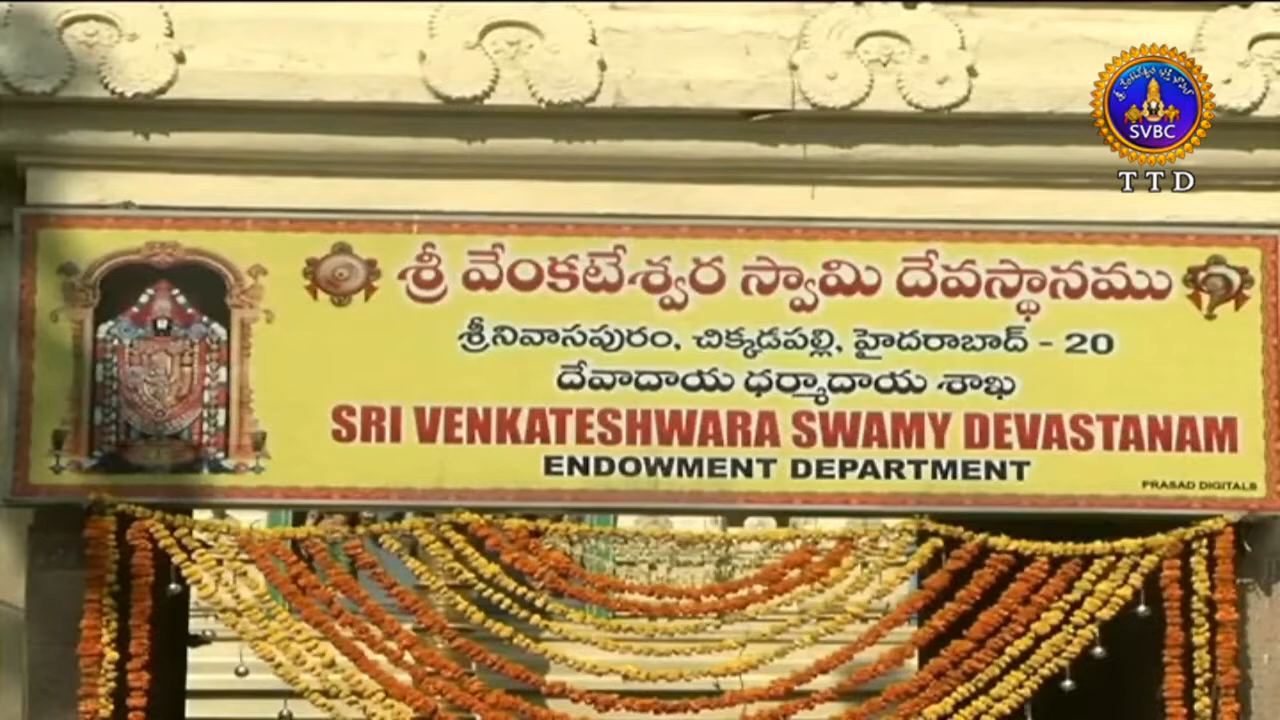 SVBC
TTD
శ్రీ వేంకటేశ్వర స్వామి దేవస్థానము
శ్రీనివాసపురం, చిక్కడపల్లి, హైదరాబాద్ - 20
దేవాదాయ ధర్మాదాయ శాఖ
SRI VENKATESHWARA SWAMY DEVASTANAM
ENDOWMENT DEPARTMENT
PRASAD DIGITALS